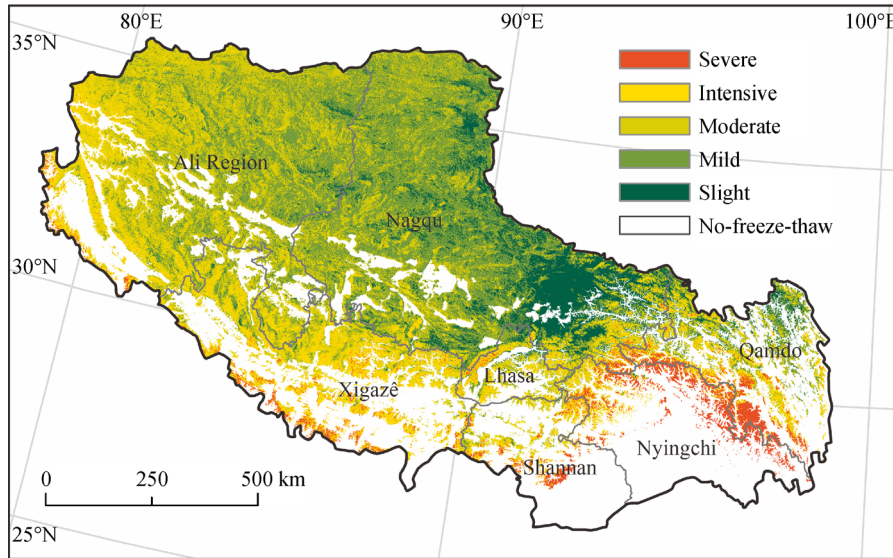 80°E
90°E
100°E
35°N
Severe
Intensive
Moderate
Mild
Slight
No-freeze-thaw
Ali Region
Nagqu
30°N
Qamdo
Lhasa
Xigazê
Nyingchi
Shannan
0 250 500 km
25°N